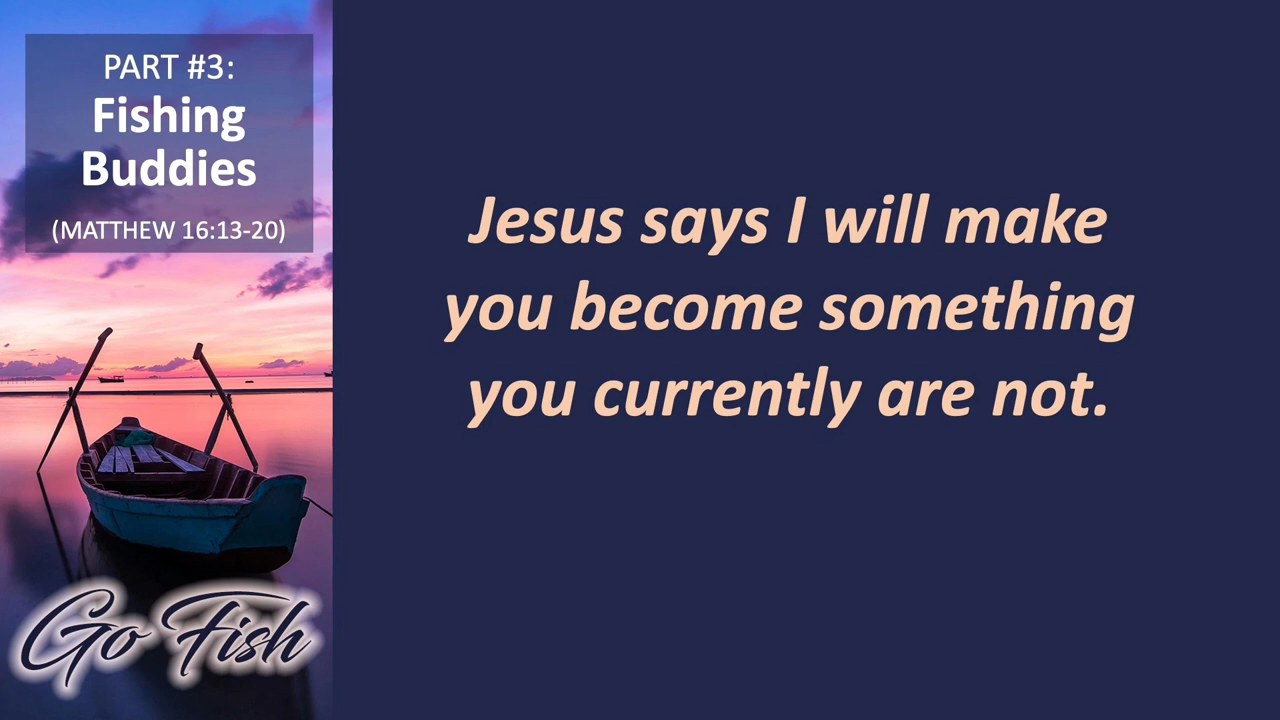 PART #3:
Fishing
Buddies
(MATTHEW 16:13-20)
Jesus says I will make
you become something
you currently are not.
Go Fish